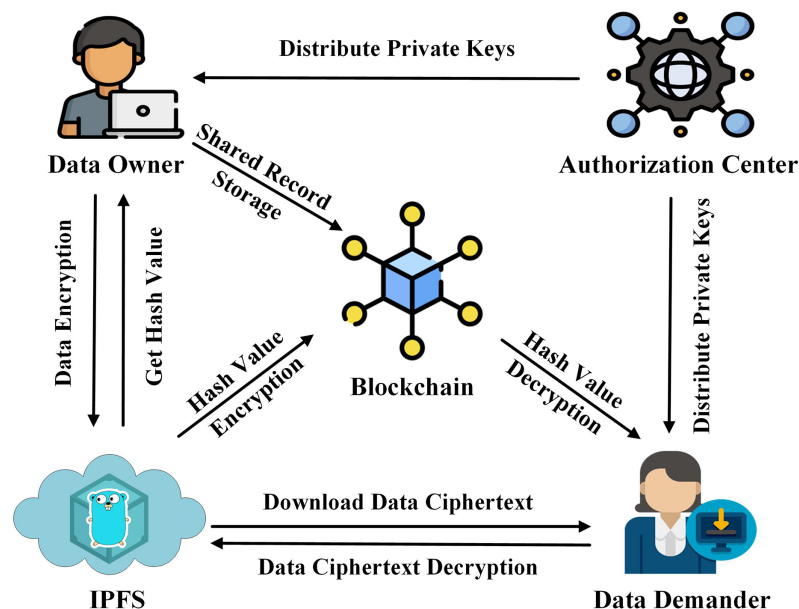 Distribute Private Keys
Data Owner
Authorization Center
Shared Record
Storage
Data Encryption
Get Hash Value
Distribute Private Keys
Blockchain
Hash Value
Encryption
Hash Value
Decryption
Download Data Ciphertext
Data Ciphertext Decryption
IPFS
Data Demander